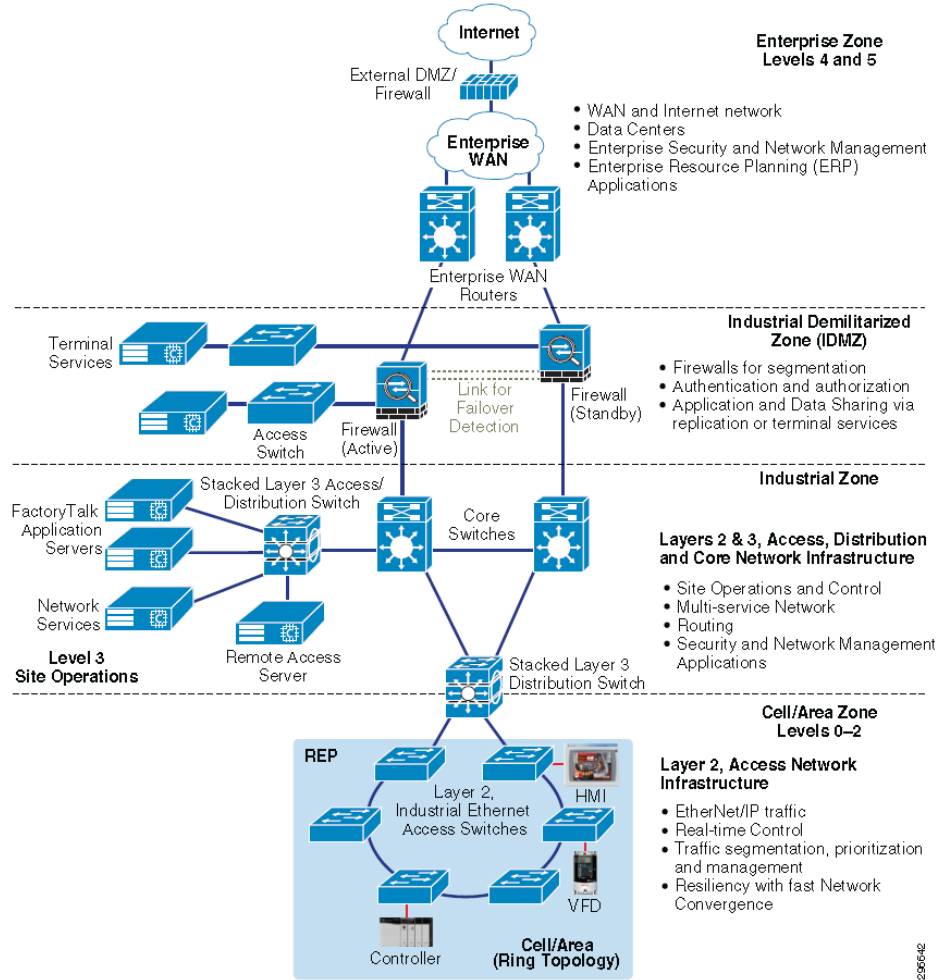 Internet
Enterprise Zone
Levels 4 and 5
External DMZ/
Firewall
• WAN and Internet network
• Data Centers
• Enterprise Security and Network Management
• Enterprise Resource Planning (ERP)
Applications
Enterprise
WAN
Enterprise WAN
Routers
Industrial Demilitarized
Zone (IDMZ)
Terminal
Services
• Firewalls for segmentation
• Authentication and authorization
• Application and Data Sharing via
replication or terminal services
Link for
Failover
Detection
Firewall
(Standby)
Access
Switch
Firewall
(Active)
Industrial Zone
Stacked Layer 3 Access/
Distribution Switch
FactoryTalk
Application
Servers
Core
Switches
Layers 2 & 3, Access, Distribution
and Core Network Infrastructure
• Site Operations and Control
• Multi-service Network
• Routing
• Security and Network Management
Applications
Network
Services
Remote Access
Server
Level 3
Site Operations
Stacked Layer 3
Distribution Switch
Cell/Area Zone
Levels 0–2
REP
Layer 2,
Industrial Ethernet
Access Switches
HMI
Layer 2, Access Network
Infrastructure
• EtherNet/IP traffic
• Real-time Control
• Traffic segmentation, prioritization
and management
• Resiliency with fast Network
Convergence
VFD
Controller
Cell/Area
(Ring Topology)